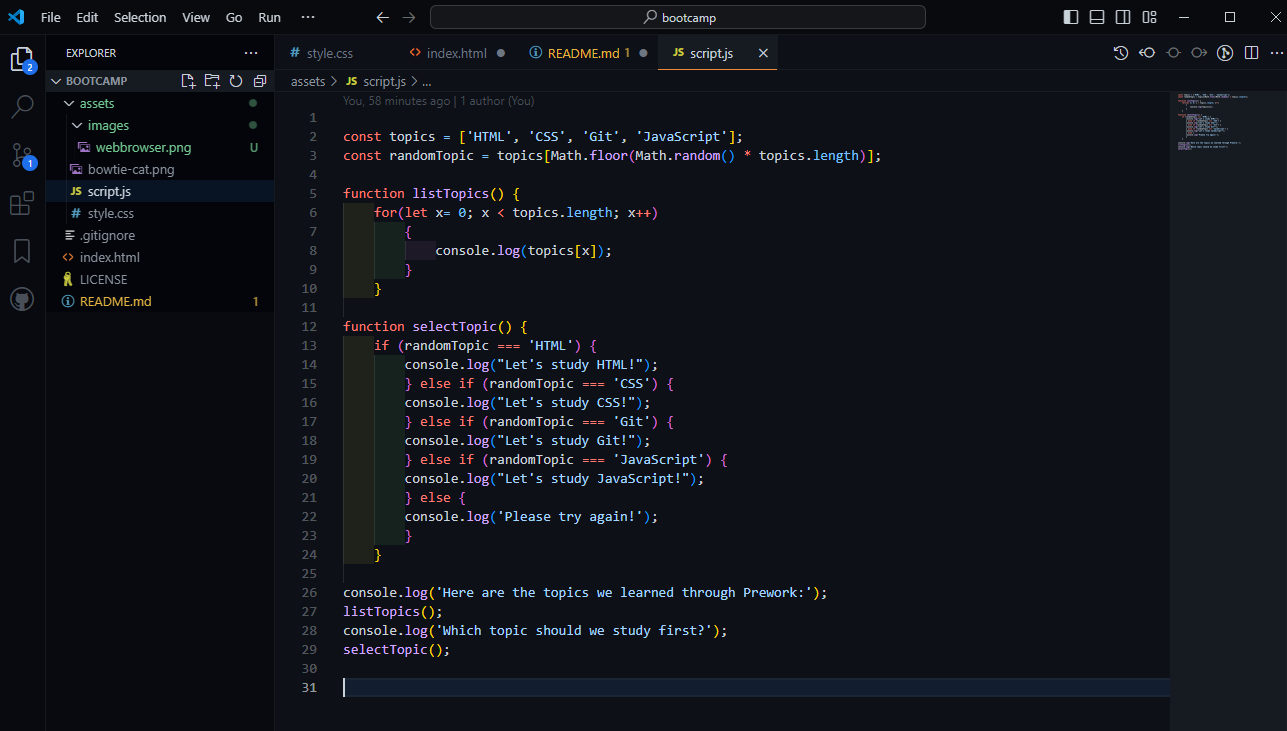 File Edit Selection View Go Run ··· bootcamp
EXPLORER ···
# style.css <> index.html ● ⓘ README.md 1 ● JS script.js ×
BOOTCAMP
assets > JS script.js > ...
assets
images
webbrowser.png U
bowtie-cat.png
JS script.js
# style.css
.gitignore
<> index.html
LICENSE
README.md 1
2
1
You, 58 minutes ago | 1 author (You)
1
2 const topics = ['HTML', 'CSS', 'Git', 'JavaScript'];
3 const randomTopic = topics[Math.floor(Math.random() * topics.length)];
4
5 function listTopics() {
6 for(let x= 0; x < topics.length; x++)
7 {
8 console.log(topics[x]);
9 }
10 }
11
12 function selectTopic() {
13 if (randomTopic === 'HTML') {
14 console.log("Let's study HTML!");
15 } else if (randomTopic === 'CSS') {
16 console.log("Let's study CSS!");
17 } else if (randomTopic === 'Git') {
18 console.log("Let's study Git!");
19 } else if (randomTopic === 'JavaScript') {
20 console.log("Let's study JavaScript!");
21 } else {
22 console.log('Please try again!');
23 }
24 }
25
26 console.log('Here are the topics we learned through Prework:');
27 listTopics();
28 console.log('Which topic should we study first?');
29 selectTopic();
30
31